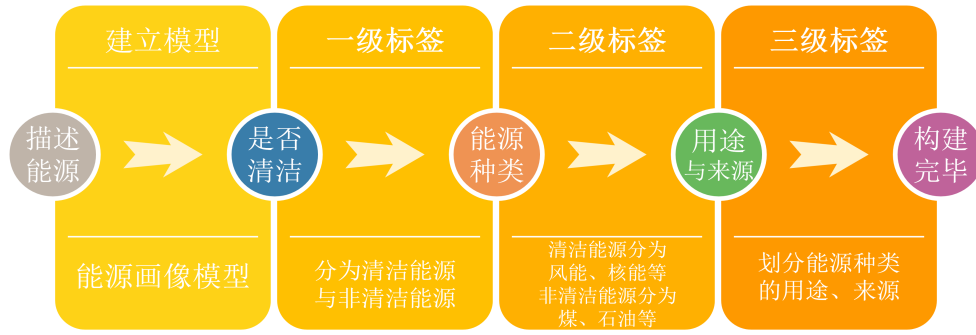 建立模型
一级标签
二级标签
三级标签
描述
能源
是否
清洁
能源
种类
用途
与来源
构建
完毕
能源画像模型
分为清洁能源
与非清洁能源
清洁能源分为
风能、核能等
非清洁能源分为
煤、石油等
划分能源种类
的用途、来源